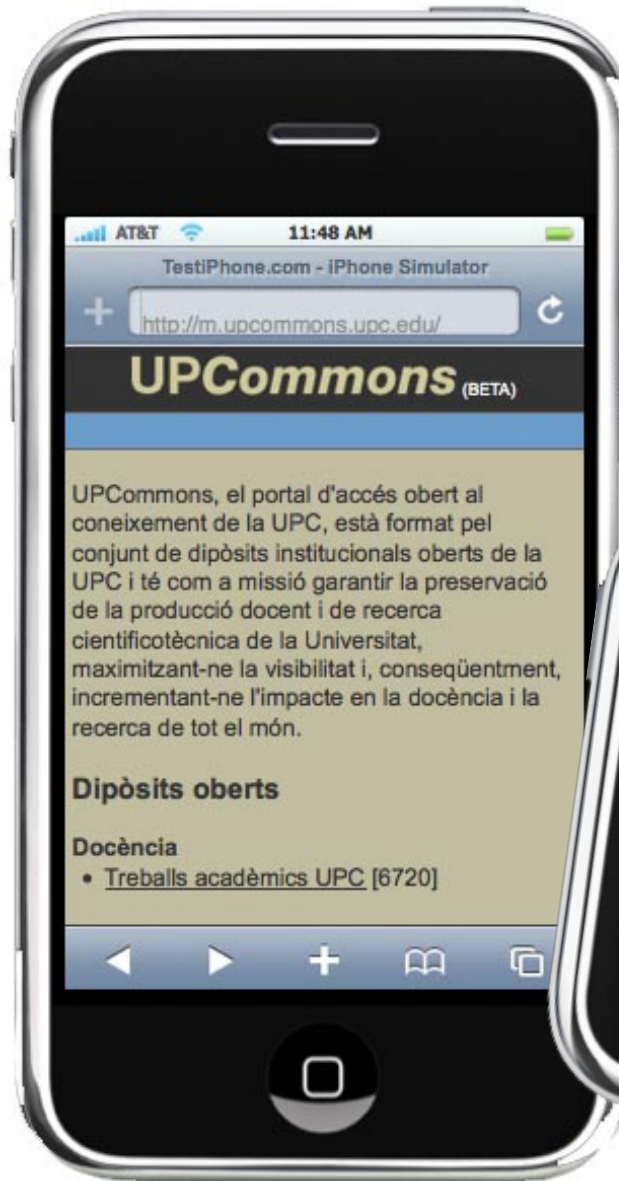 AT&T 11:48 AM
TestiPhone.com - iPhone Simulator
http://m.upcommons.upc.edu/
UPCommons (BETA)
UPCommons, el portal d'accés obert al
coneixement de la UPC, està format pel
conjunt de dipòsits institucionals oberts de la
UPC i té com a missió garantir la preservació
de la producció docent i de recerca
cientificotècnica de la Universitat,
maximitzant-ne la visibilitat i, conseqüentment,
incrementant-ne l'impacte en la docència i la
recerca de tot el món.
Dipòsits oberts
Docència
• Treballs acadèmics UPC [6720]